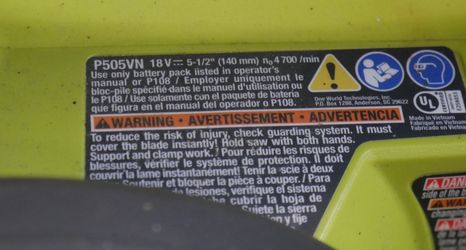 P505VN 18 V⎓ 5-1/2" (140 mm) n₀ 4 700 /min
Use only battery pack listed in operator's
manual or P108 / Employer uniquement le
bloc-pile spécifié dans le manuel d'utilisation ou
le P108 / Use solamente con el paquete de batería
que figura en el manual del operador o P108.
One World Technologies, Inc.
P.O. Box 1288, Anderson, SC 29622
UL
Made in Vietnam
Fabriqué en Vietnam
Fabricado en Vietnam
WARNING • AVERTISSEMENT • ADVERTENCIA
To reduce the risk of injury, check guarding system. It must
cover the blade instantly! Hold saw with both hands.
Support and clamp work. / Pour réduire les risques de
blessures, vérifier le système de protection. Il doit
couvrir la lame instantanément! Tenir la scie à deux
Soutenir et bloquer la pièce à couper. / Para
de lesiones, verifique el sistema
cubrir la hoja de
Sujete la sierra
y fije
DANGER